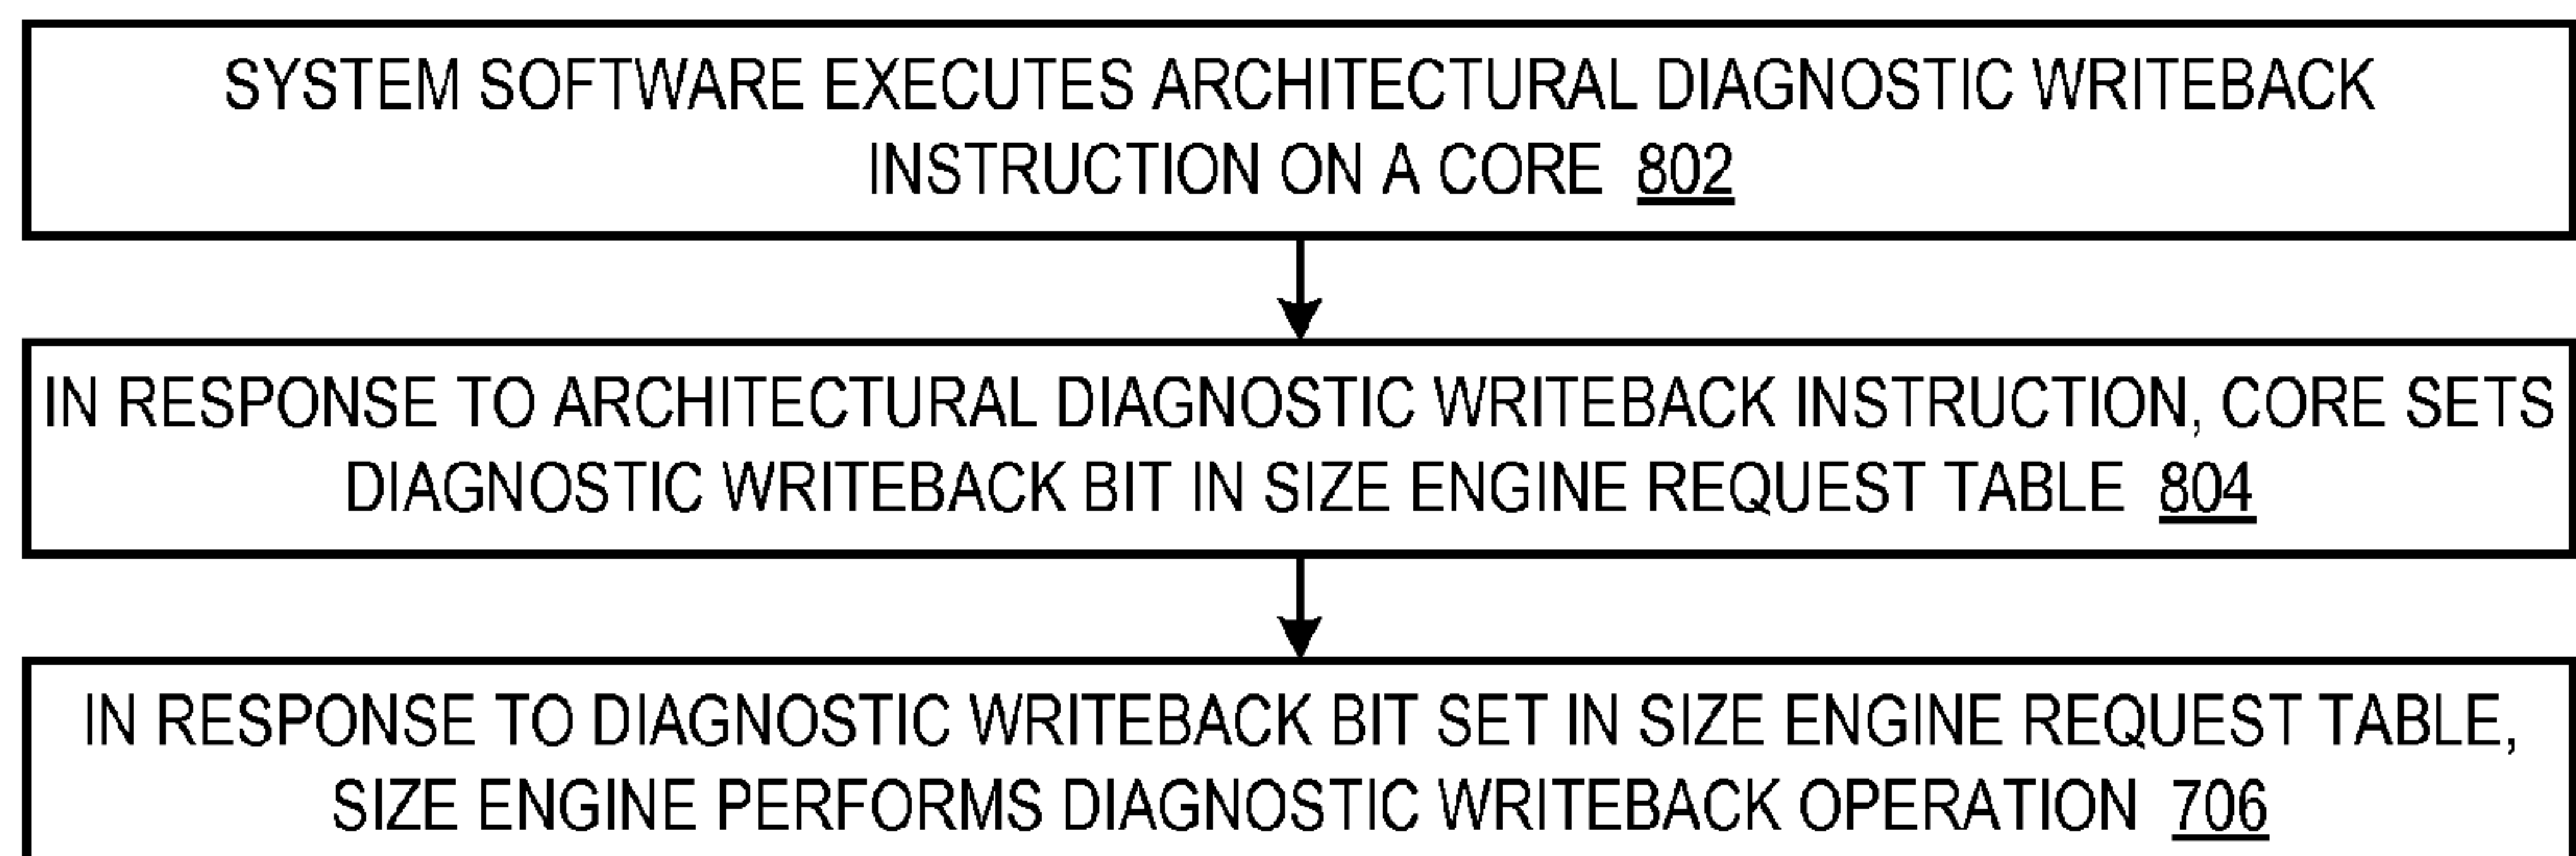 SYSTEM SOFTWARE EXECUTES ARCHITECTURAL DIAGNOSTIC WRITEBACK
INSTRUCTION ON A CORE 802
IN RESPONSE TO ARCHITECTURAL DIAGNOSTIC WRITEBACK INSTRUCTION, CORE SETS
DIAGNOSTIC WRITEBACK BIT IN SIZE ENGINE REQUEST TABLE 804
IN RESPONSE TO DIAGNOSTIC WRITEBACK BIT SET IN SIZE ENGINE REQUEST TABLE,
SIZE ENGINE PERFORMS DIAGNOSTIC WRITEBACK OPERATION 706